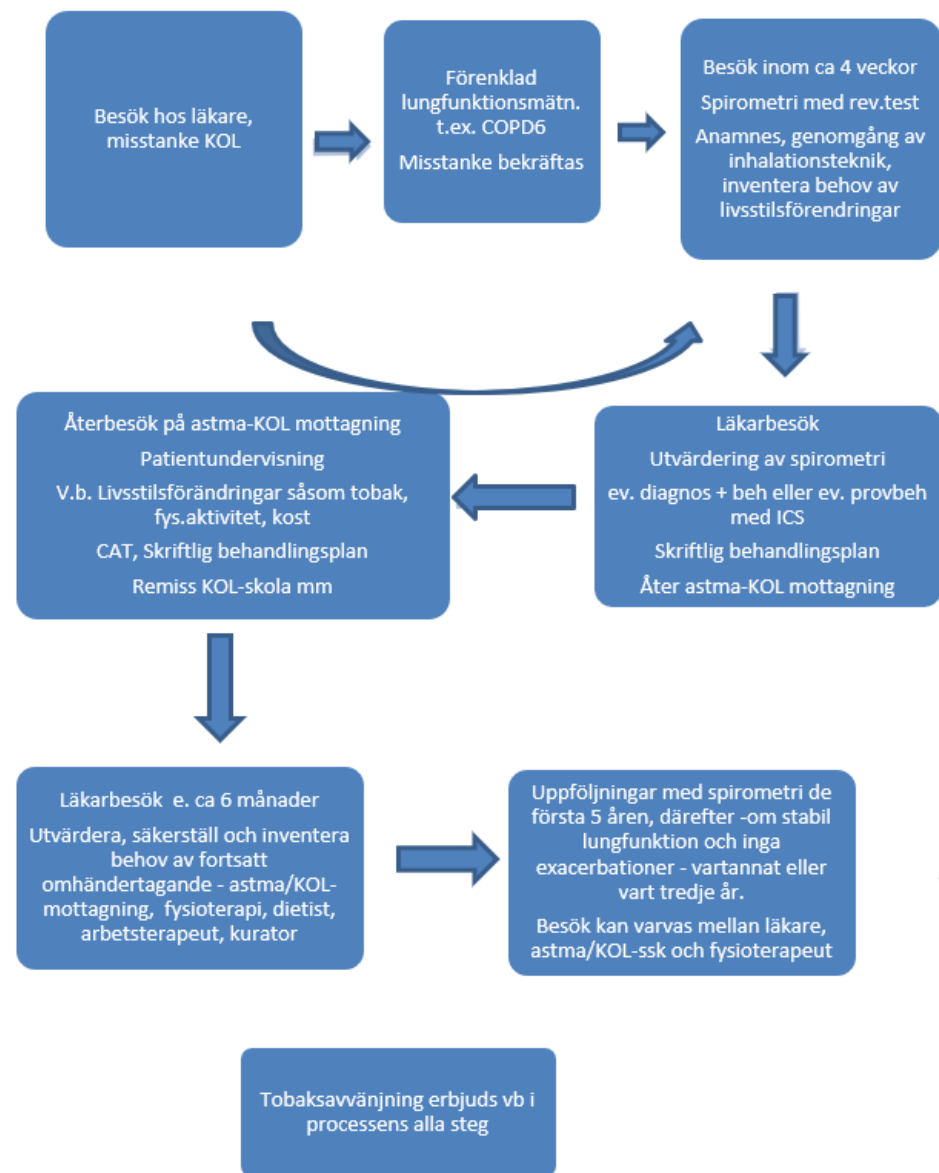 Besök hos läkare,
misstanke KOL
Förenklad
lungfunktionsmätn.
t.ex. COPD6
Misstanke bekräftas
Besök inom ca 4 veckor
Spirometri med rev.test
Anamnes, genomgång av
inhalationsteknik,
inventera behov av
livsstilsförendringar
Läkarbesök
Utvärdering av spirometri
ev. diagnos + beh eller ev. provbeh
med ICS
Skriftlig behandlingsplan
Åter astma-KOL mottagning
Återbesök på astma-KOL mottagning
Patientundervisning
V.b. Livsstilsförändringar såsom tobak,
fys.aktivitet, kost
CAT, Skriftlig behandlingsplan
Remiss KOL-skola mm
Läkarbesök e. ca 6 månader
Utvärdera, säkerställ och inventera
behov av fortsatt
omhändertagande - astma/KOL-
mottagning, fysioterapi, dietist,
arbetsterapeut, kurator
Uppföljningar med spirometri de
första 5 åren, därefter -om stabil
lungfunktion och inga
exacerbationer - vartannat eller
vart tredje år.
Besök kan varvas mellan läkare,
astma/KOL-ssk och fysioterapeut
Tobaksavvänjning erbjuds vb i
processens alla steg